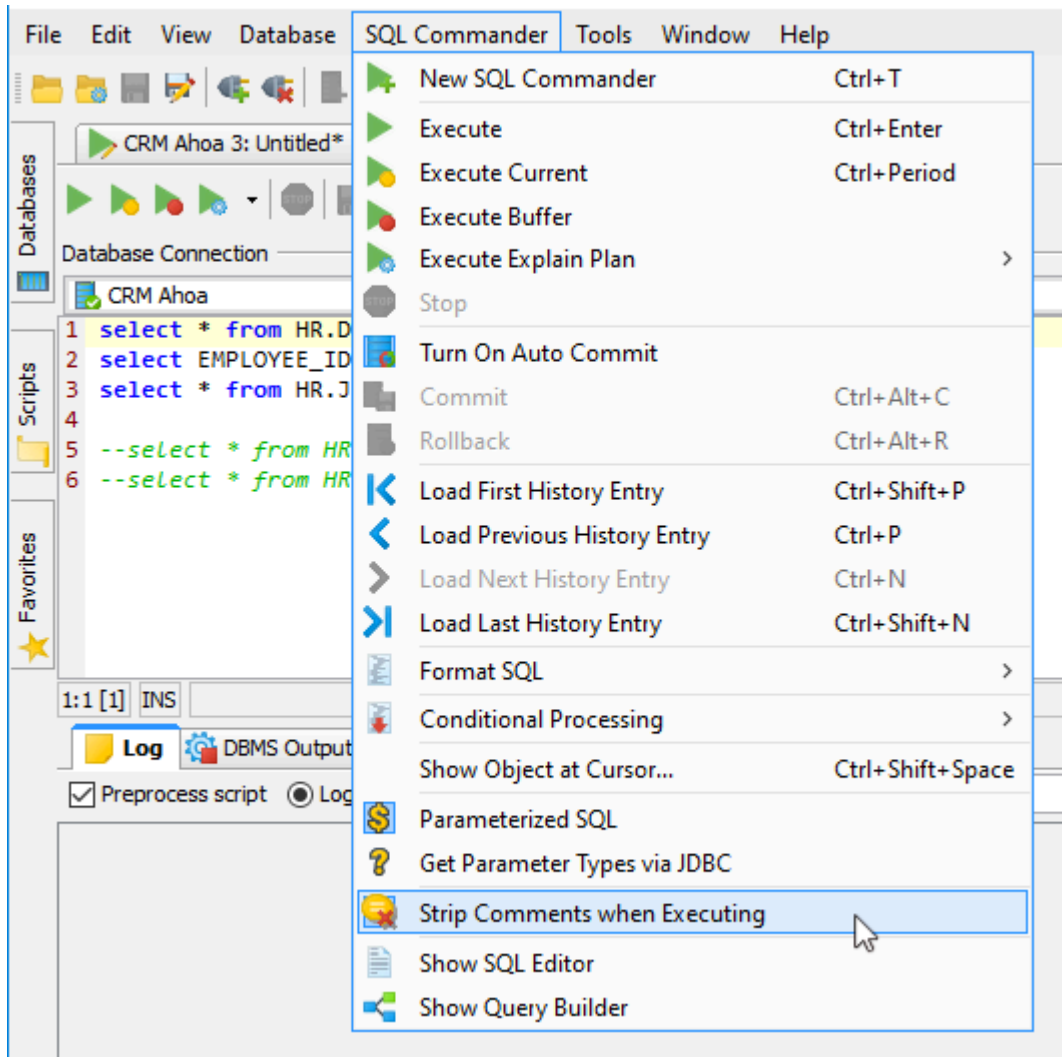 File Edit View Database SQL Commander Tools Window Help
New SQL Commander Ctrl+T
Execute Ctrl+Enter
Execute Current Ctrl+Period
Execute Buffer
Execute Explain Plan
Stop
Turn On Auto Commit
Commit Ctrl+Alt+C
Rollback Ctrl+Alt+R
Load First History Entry Ctrl+Shift+P
Load Previous History Entry Ctrl+P
Load Next History Entry Ctrl+N
Load Last History Entry Ctrl+Shift+N
Format SQL
Conditional Processing
Show Object at Cursor... Ctrl+Shift+Space
Parameterized SQL
Get Parameter Types via JDBC
Strip Comments when Executing
Show SQL Editor
Show Query Builder
Databases
Scripts
Favorites
CRM Ahoa 3: Untitled*
STOP
Database Connection
CRM Ahoa
1 select * from HR.D
2 select EMPLOYEE_ID
3 select * from HR.J
4
5 --select * from HR
6 --select * from HR
1:1 [1] INS
Log DBMS Output
Preprocess script Log